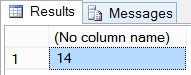 Results Messages
(No column name)
1 14